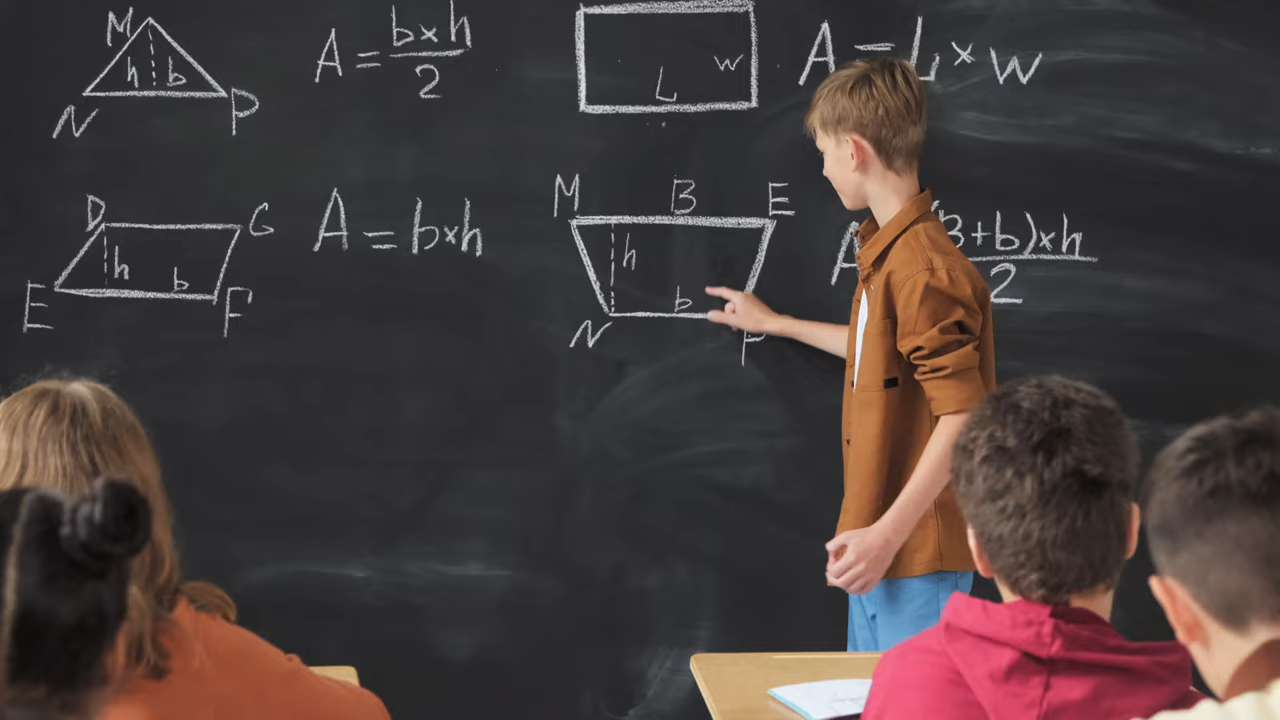 M
h b
N P
A = b×h / 2
L w
A = L × w
D G
h b
E F
A = b×h
M B E
h b
N P
A (B+b)×h / 2